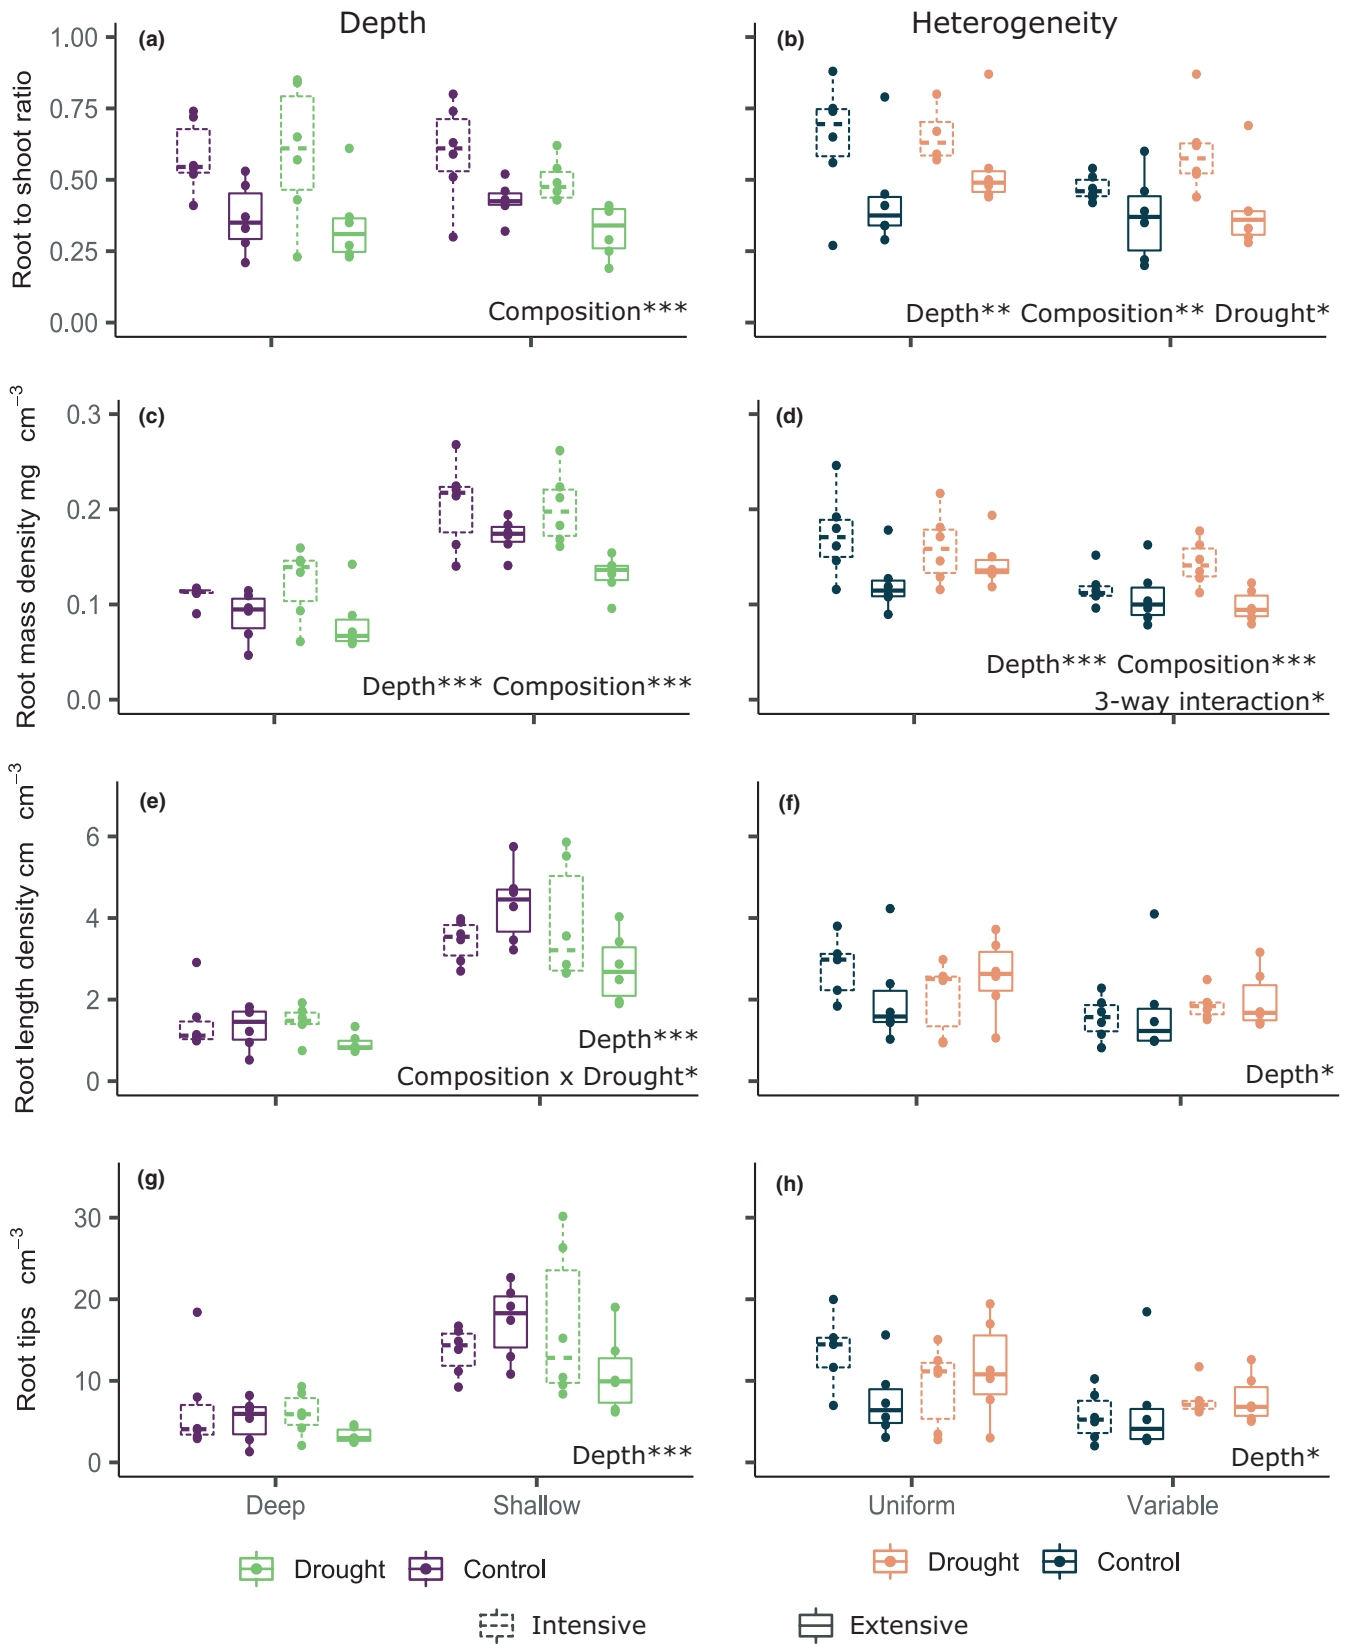 Depth
Heterogeneity
(a)
(b)
1.00
0.75
0.50
0.25
0.00
Root to shoot ratio
Composition***
Depth** Composition** Drought*
(c)
(d)
0.3
0.2
0.1
0.0
Root mass density mg cm−3
Depth*** Composition***
Depth*** Composition***
3-way interaction*
(e)
(f)
6
4
2
0
Root length density cm cm−3
Depth***
Composition x Drought*
Depth*
(g)
(h)
30
20
10
0
Root tips cm−3
Depth***
Depth*
Deep
Shallow
Uniform
Variable
Drought
Control
Drought
Control
Intensive
Extensive